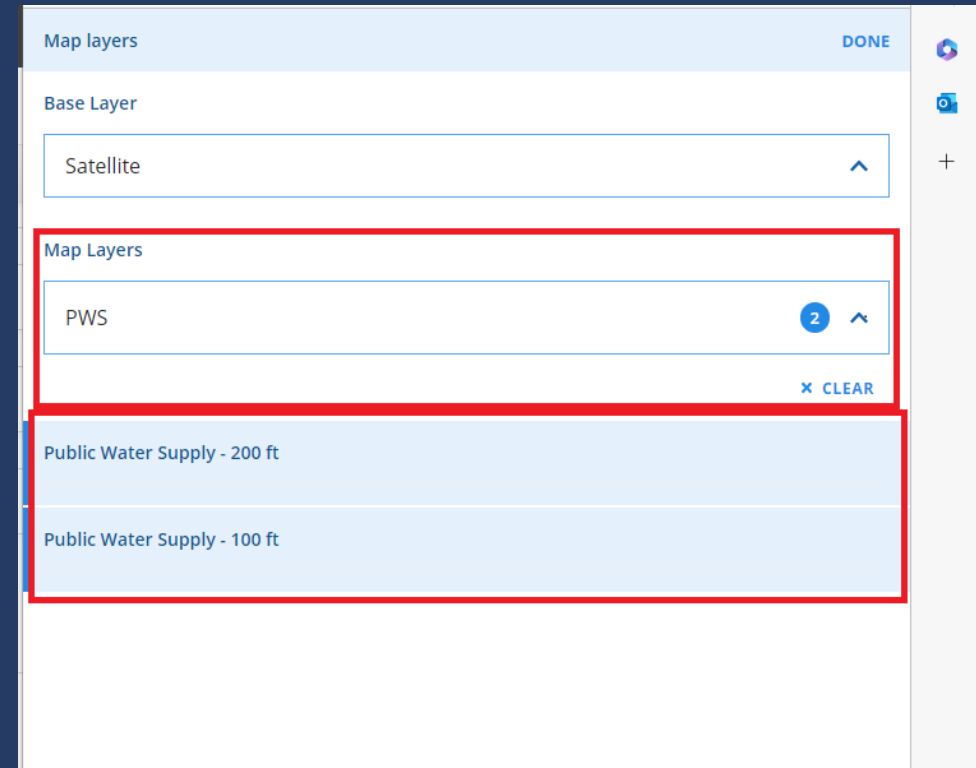 Map layers DONE
Base Layer
Satellite
Map Layers
PWS 2
× CLEAR
Public Water Supply - 200 ft
Public Water Supply - 100 ft